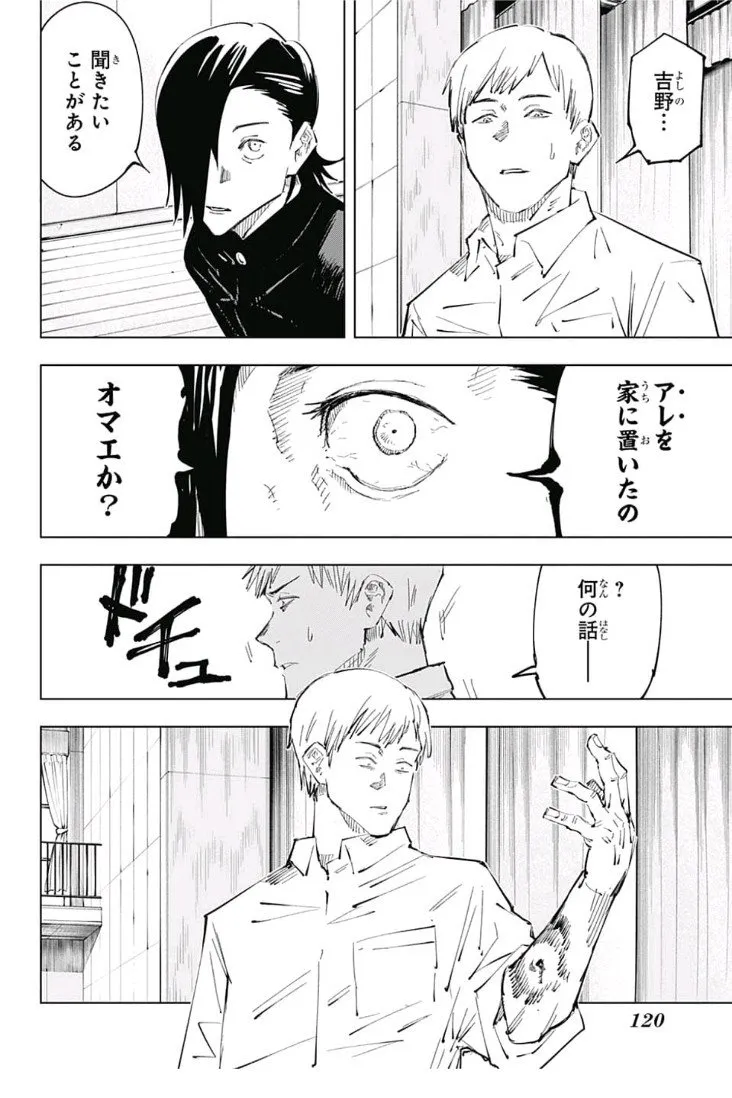 吉野…
聞きたい
ことがある
アレを
家に置いたの
オマエか？
？
何の話──
ドチュ
120